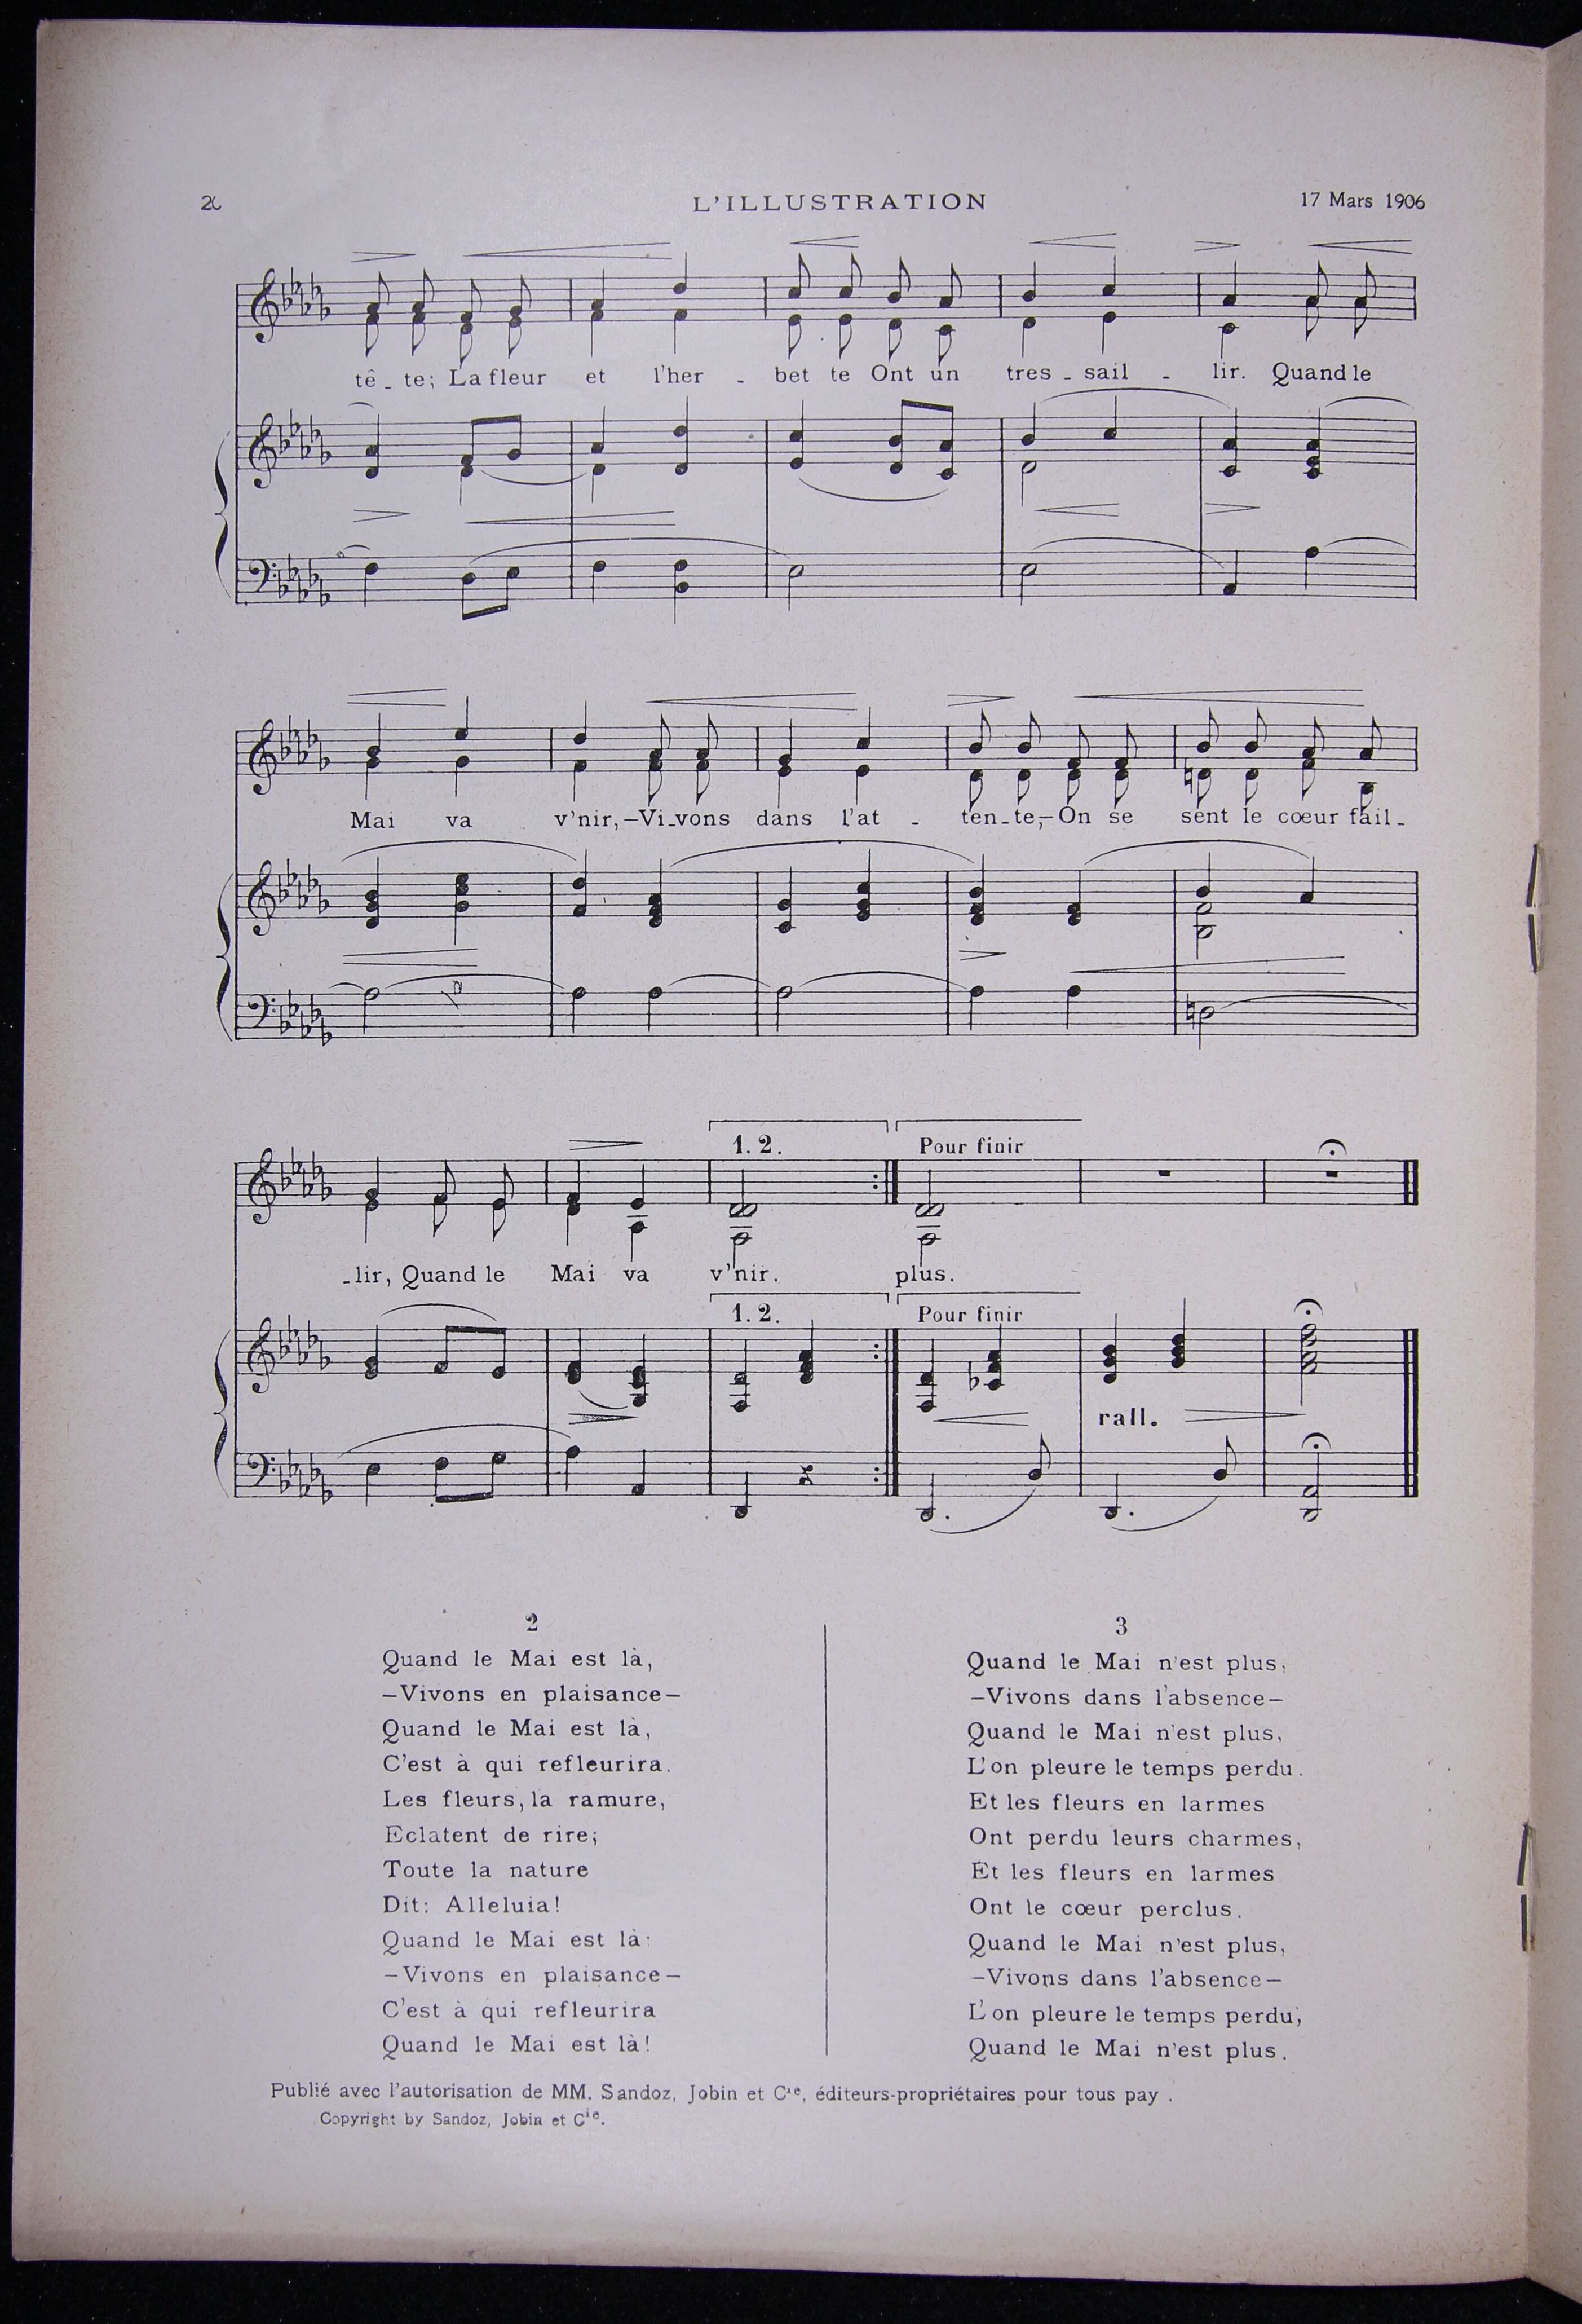 L'ILLUSTRATION
17 Mars 1906
tê_te; La fleur et l'her_bet te Ont un tres_sail_lir. Quand le
Mai va v'nir,—Vi_vons dans l'at_ten_te,—On se sent le cœur fail_
1.2. Pour finir
_lir, Quand le Mai va v'nir. plus.
1.2. Pour finir
rall.
2
Quand le Mai est là,
—Vivons en plaisance—
Quand le Mai est là,
C'est à qui refleurira.
Les fleurs, la ramure,
Eclatent de rire;
Toute la nature
Dit: Alleluia!
Quand le Mai est là
—Vivons en plaisance—
C'est à qui refleurira
Quand le Mai est là!
3
Quand le Mai n'est plus,
—Vivons dans l'absence—
Quand le Mai n'est plus,
L'on pleure le temps perdu.
Et les fleurs en larmes
Ont perdu leurs charmes,
Et les fleurs en larmes
Ont le cœur perclus.
Quand le Mai n'est plus,
—Vivons dans l'absence—
L'on pleure le temps perdu,
Quand le Mai n'est plus.
Publié avec l'autorisation de MM. Sandoz, Jobin et Cie, éditeurs-propriétaires pour tous pay .
Copyright by Sandoz, Jobin et Cie.